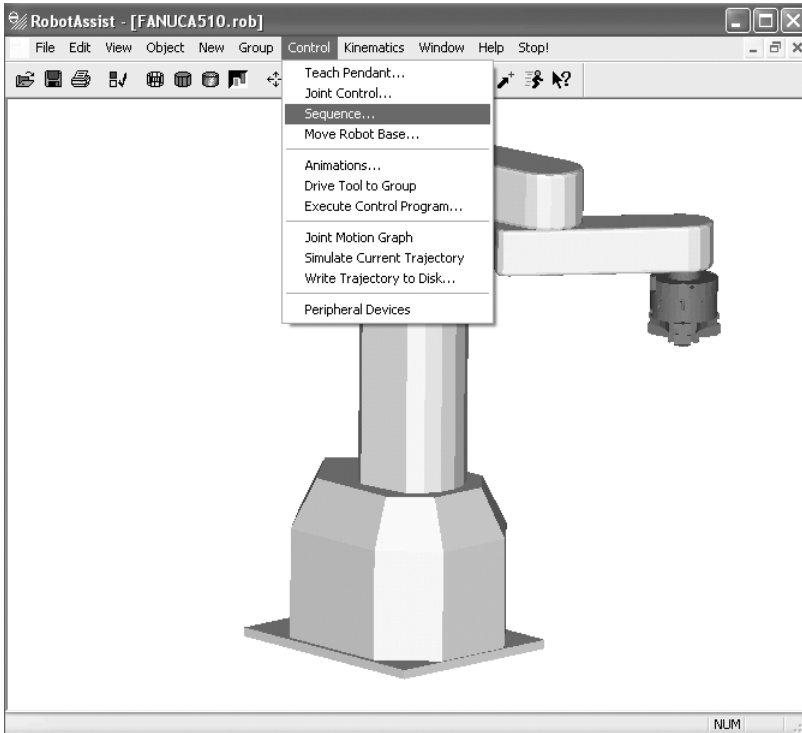 RobotAssist - [FANUCA510.rob]
File Edit View Object New Group Control Kinematics Window Help Stop!
Teach Pendant...
Joint Control...
Sequence...
Move Robot Base...
Animations...
Drive Tool to Group
Execute Control Program...
Joint Motion Graph
Simulate Current Trajectory
Write Trajectory to Disk...
Peripheral Devices
NUM